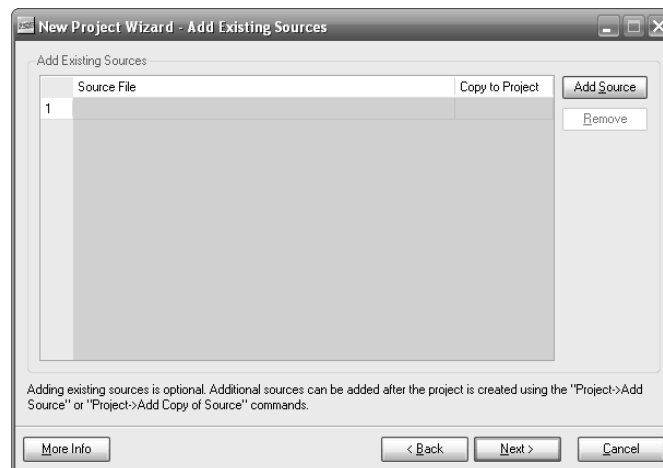 New Project Wizard - Add Existing Sources
Add Existing Sources
Source File Copy to Project Add Source
1
Remove
Adding existing sources is optional. Additional sources can be added after the project is created using the "Project->Add
Source" or "Project->Add Copy of Source" commands.
More Info < Back Next > Cancel